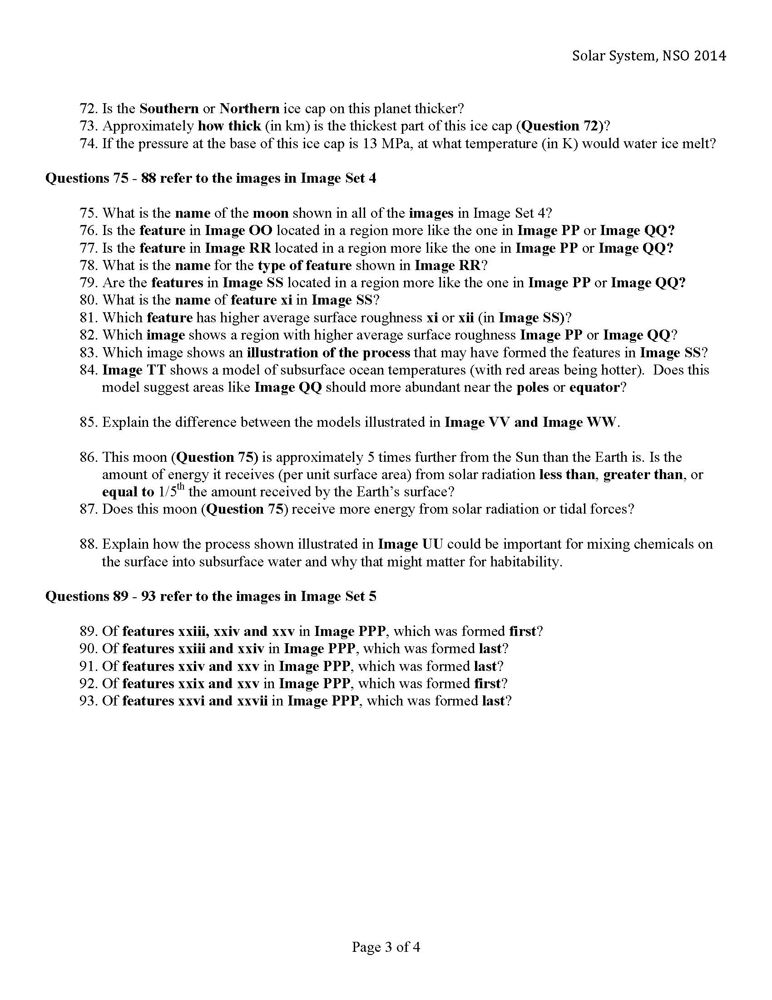 Solar System, NSO 2014
72. Is the Southern or Northern ice cap on this planet thicker?
73. Approximately how thick (in km) is the thickest part of this ice cap (Question 72)?
74. If the pressure at the base of this ice cap is 13 MPa, at what temperature (in K) would water ice melt?
Questions 75 - 88 refer to the images in Image Set 4
75. What is the name of the moon shown in all of the images in Image Set 4?
76. Is the feature in Image OO located in a region more like the one in Image PP or Image QQ?
77. Is the feature in Image RR located in a region more like the one in Image PP or Image QQ?
78. What is the name for the type of feature shown in Image RR?
79. Are the features in Image SS located in a region more like the one in Image PP or Image QQ?
80. What is the name of feature xi in Image SS?
81. Which feature has higher average surface roughness xi or xii (in Image SS)?
82. Which image shows a region with higher average surface roughness Image PP or Image QQ?
83. Which image shows an illustration of the process that may have formed the features in Image SS?
84. Image TT shows a model of subsurface ocean temperatures (with red areas being hotter).  Does this
model suggest areas like Image QQ should more abundant near the poles or equator?
85. Explain the difference between the models illustrated in Image VV and Image WW.
86. This moon (Question 75) is approximately 5 times further from the Sun than the Earth is. Is the
amount of energy it receives (per unit surface area) from solar radiation less than, greater than, or
equal to 1/5th the amount received by the Earth’s surface?
87. Does this moon (Question 75) receive more energy from solar radiation or tidal forces?
88. Explain how the process shown illustrated in Image UU could be important for mixing chemicals on
the surface into subsurface water and why that might matter for habitability.
Questions 89 - 93 refer to the images in Image Set 5
89. Of features xxiii, xxiv and xxv in Image PPP, which was formed first?
90. Of features xxiii and xxiv in Image PPP, which was formed last?
91. Of features xxiv and xxv in Image PPP, which was formed last?
92. Of features xxix and xxv in Image PPP, which was formed first?
93. Of features xxvi and xxvii in Image PPP, which was formed last?
Page 3 of 4